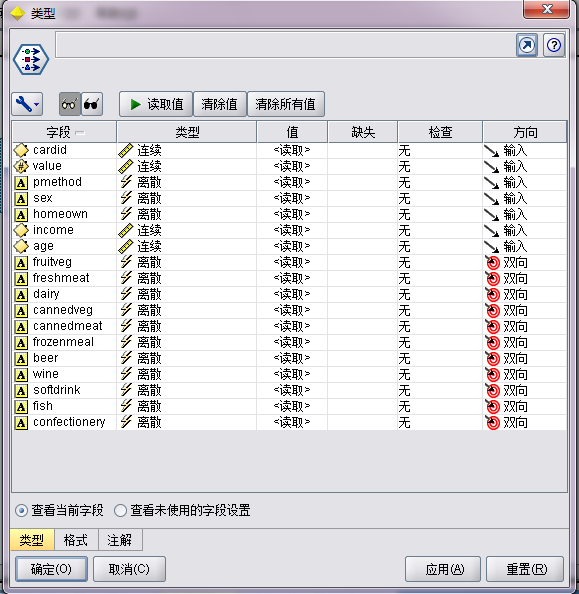 类型
读取值 清除值 清除所有值
字段 类型 值 缺失 检查 方向
cardid 连续 <读取> 无 输入
value 连续 <读取> 无 输入
pmethod 离散 <读取> 无 输入
sex 离散 <读取> 无 输入
homeown 离散 <读取> 无 输入
income 连续 <读取> 无 输入
age 连续 <读取> 无 输入
fruitveg 离散 <读取> 无 双向
freshmeat 离散 <读取> 无 双向
dairy 离散 <读取> 无 双向
cannedveg 离散 <读取> 无 双向
cannedmeat 离散 <读取> 无 双向
frozenmeal 离散 <读取> 无 双向
beer 离散 <读取> 无 双向
wine 离散 <读取> 无 双向
softdrink 离散 <读取> 无 双向
fish 离散 <读取> 无 双向
confectionery 离散 <读取> 无 双向
查看当前字段 查看未使用的字段设置
类型 格式 注解
确定(O) 取消(C) 应用(A) 重置(R)